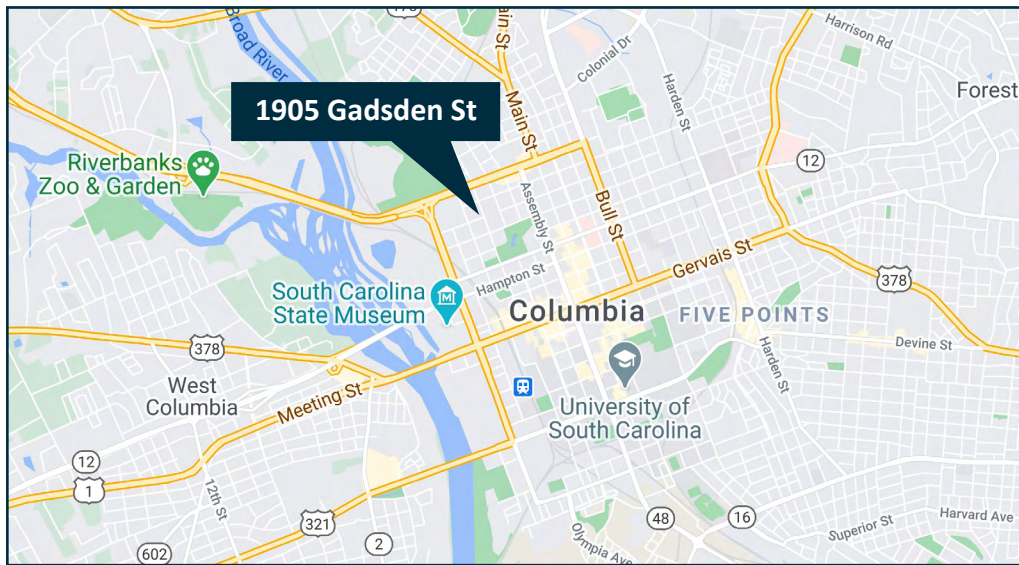 176
Main St
Broad River
Colonial Dr
Harrison Rd
Harden St
Forest
1905 Gadsden St
Main St
12
Riverbanks
Zoo & Garden
Assembly St
Bull St
Gervais St
378
Hampton St
South Carolina
State Museum
Columbia
FIVE POINTS
Devine St
378
Harden St
West
Columbia
Meeting St
University of
South Carolina
12
1
12th St
321
2
602
48
16
Olympia Ave
Superior St
Harvard Ave